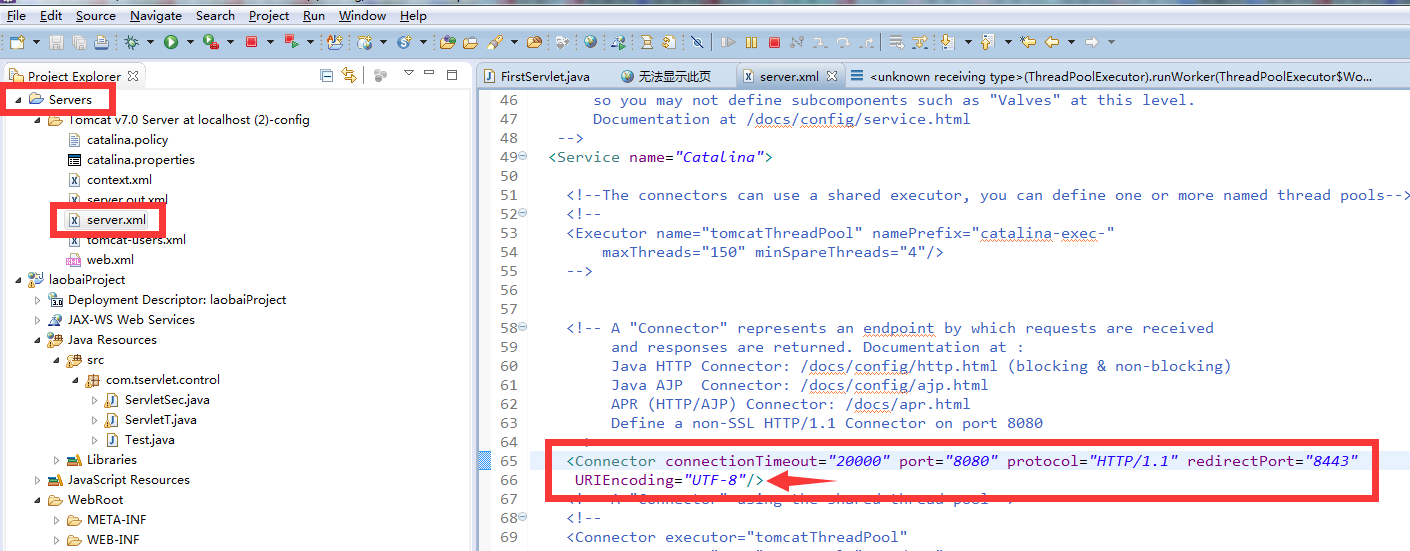 File Edit Source Navigate Search Project Run Window Help
Project Explorer
Servers
Tomcat v7.0 Server at localhost (2)-config
catalina.policy
catalina.properties
context.xml
server.out.xml
server.xml
tomcat-users.xml
web.xml
laobaiProject
Deployment Descriptor: laobaiProject
JAX-WS Web Services
Java Resources
src
com.tservlet.control
ServletSec.java
ServletT.java
Test.java
Libraries
JavaScript Resources
WebRoot
META-INF
WEB-INF
FirstServlet.java 无法显示此页 server.xml <unknown receiving type>(ThreadPoolExecutor).runWorker(ThreadPoolExecutor$Wo...
46 so you may not define subcomponents such as "Valves" at this level.
47 Documentation at /docs/config/service.html
48 -->
49 <Service name="Catalina">
50
51 <!--The connectors can use a shared executor, you can define one or more named thread pools-->
52 <!--
53 <Executor name="tomcatThreadPool" namePrefix="catalina-exec-"
54 maxThreads="150" minSpareThreads="4"/>
55 -->
56
57
58 <!-- A "Connector" represents an endpoint by which requests are received
59 and responses are returned. Documentation at :
60 Java HTTP Connector: /docs/config/http.html (blocking & non-blocking)
61 Java AJP  Connector: /docs/config/ajp.html
62 APR (HTTP/AJP) Connector: /docs/apr.html
63 Define a non-SSL HTTP/1.1 Connector on port 8080
64
65 <Connector connectionTimeout="20000" port="8080" protocol="HTTP/1.1" redirectPort="8443"
66 URIEncoding="UTF-8"/>
67 <!-- A "Connector" using the shared thread pool-->
68 <!--
69 <Connector executor="tomcatThreadPool"